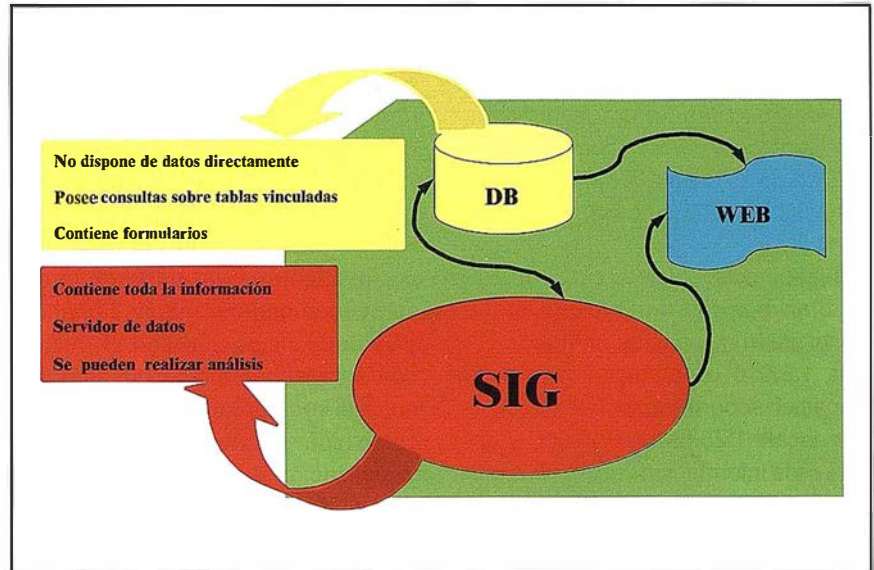 No dispone de datos directamente
Posee consultas sobre tablas vinculadas
Contiene formularios
DB
WEB
Contiene toda la información
Servidor de datos
Se pueden realizar análisis
SIG